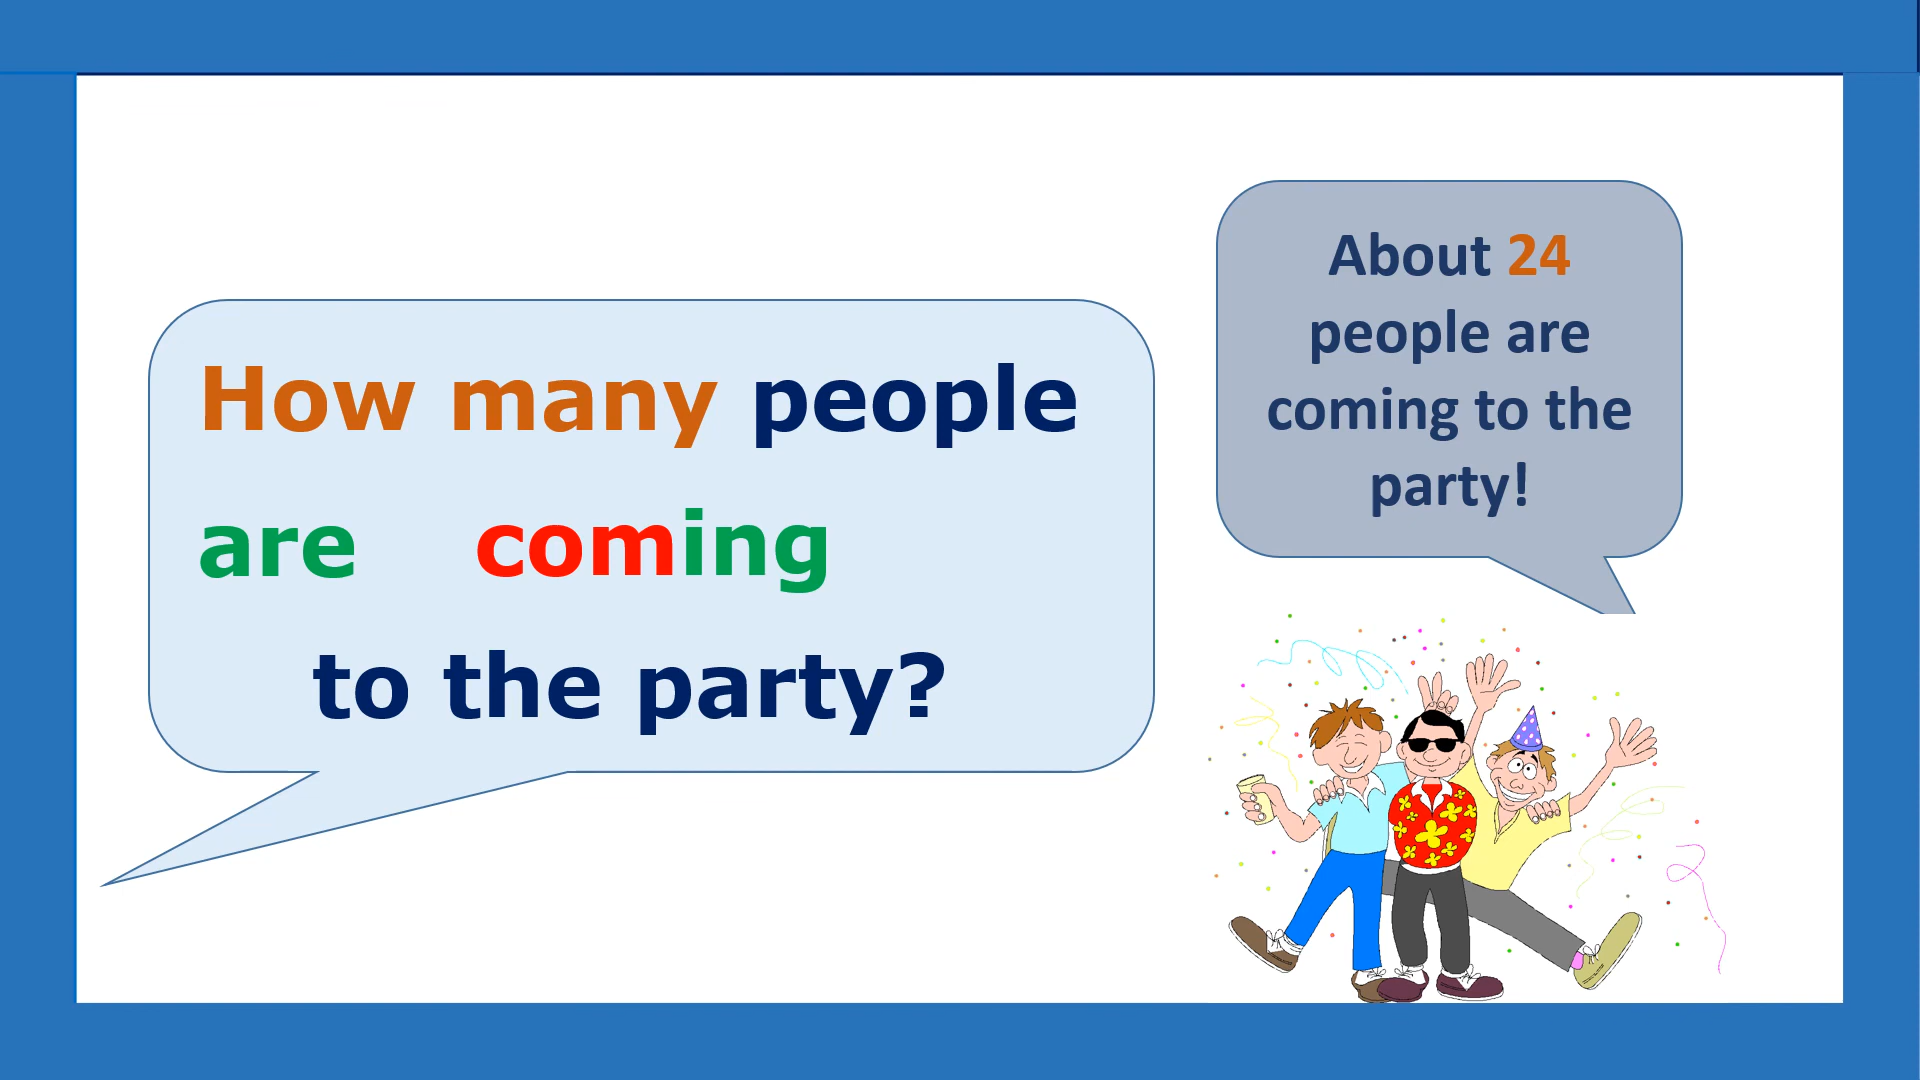 How many people
are coming
to the party?
About 24
people are
coming to the
party!